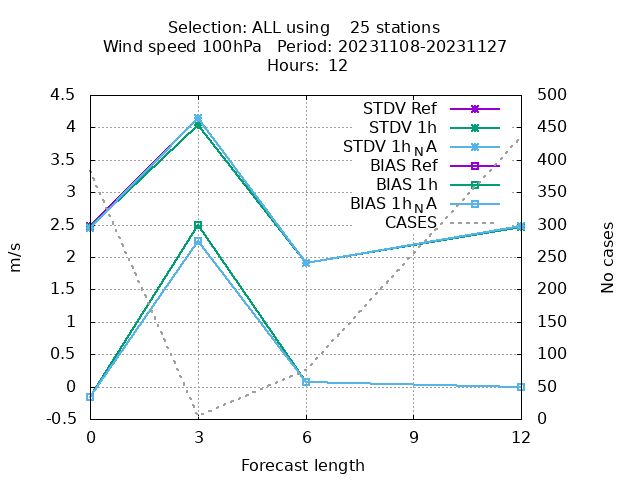 Selection: ALL using    25 stations
Wind speed 100hPa   Period: 20231108-20231127
Hours:  12
4.5
4
3.5
3
2.5
2
1.5
1
0.5
0
-0.5
m/s
STDV Ref
STDV 1h
STDV 1hNA
BIAS Ref
BIAS 1h
BIAS 1hNA
CASES
500
450
400
350
300
250
200
150
100
50
0
No cases
0 3 6 9 12
Forecast length